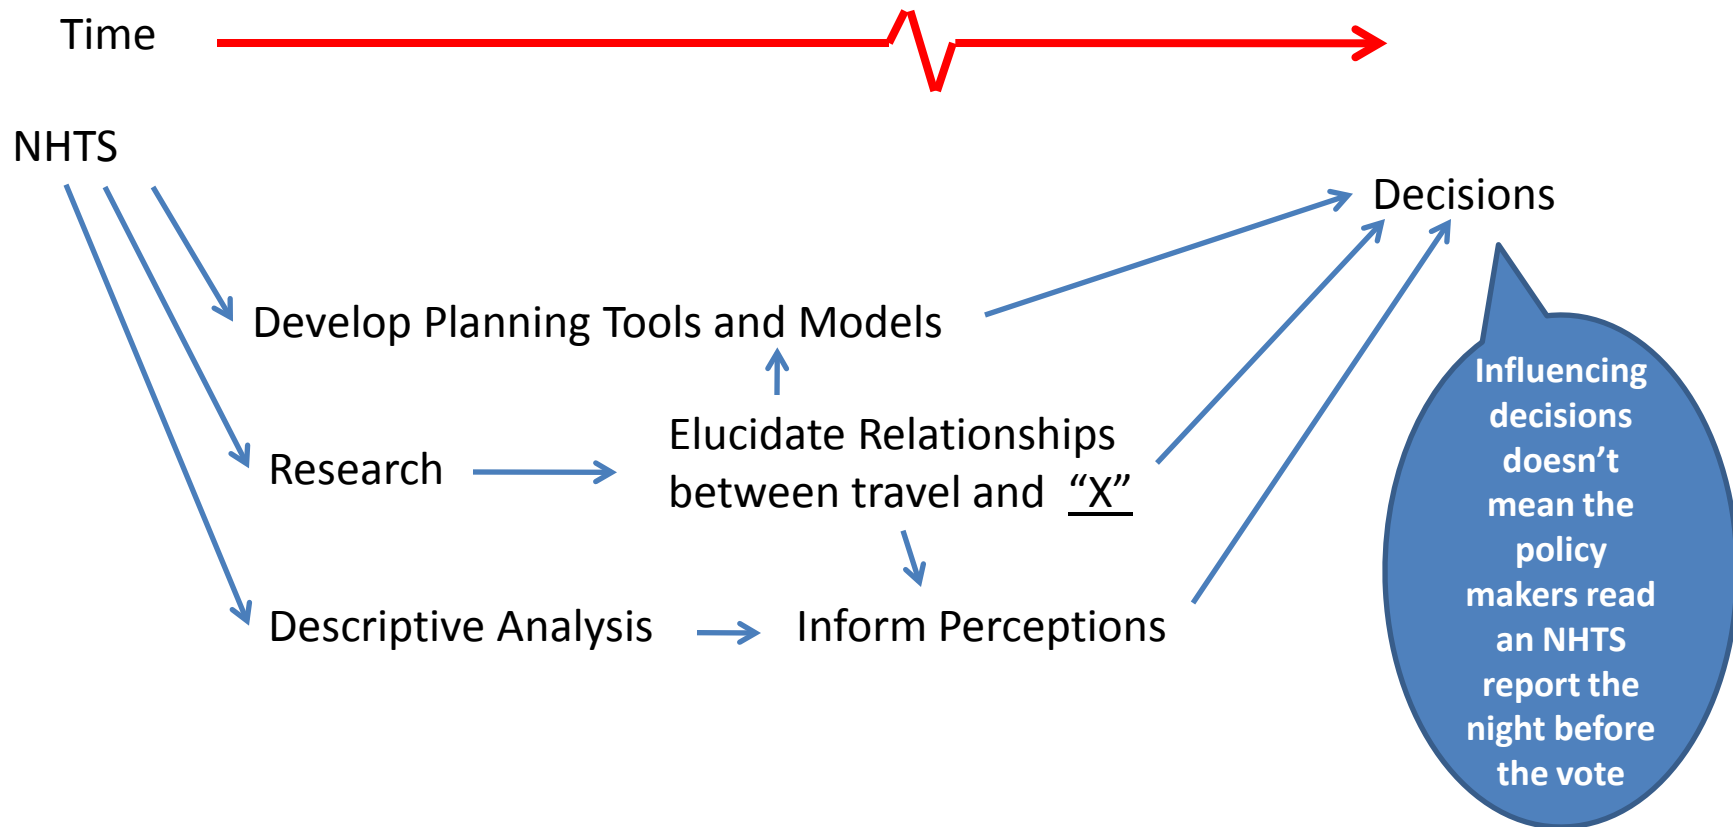 Time
NHTS
Decisions
Develop Planning Tools and Models
Elucidate Relationships
between travel and “X”
Research
Descriptive Analysis
Inform Perceptions
Influencing
decisions
doesn’t
mean the
policy
makers read
an NHTS
report the
night before
the vote